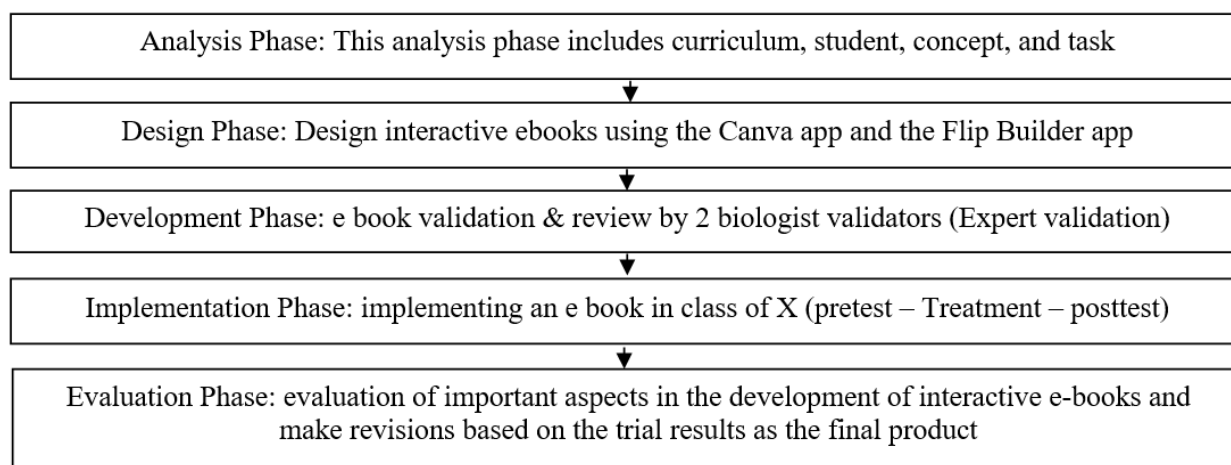 Analysis Phase: This analysis phase includes curriculum, student, concept, and task
Design Phase: Design interactive ebooks using the Canva app and the Flip Builder app
Development Phase: e book validation & review by 2 biologist validators (Expert validation)
Implementation Phase: implementing an e book in class of X (pretest – Treatment – posttest)
Evaluation Phase: evaluation of important aspects in the development of interactive e-books and
make revisions based on the trial results as the final product